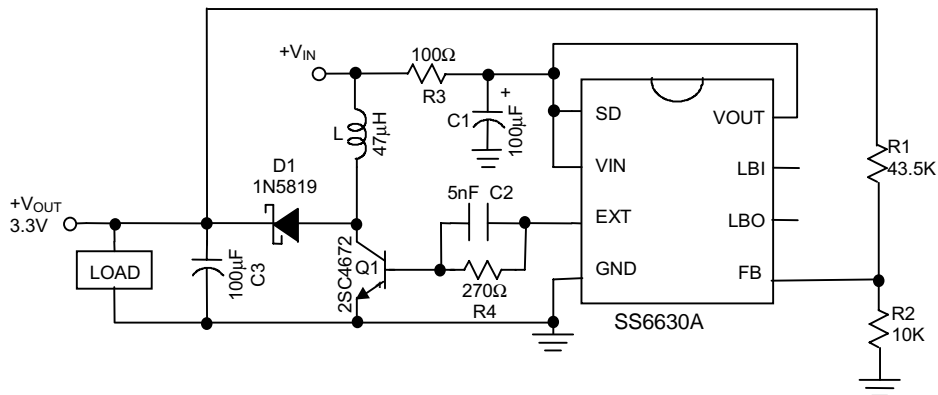 +VIN
100Ω
R3
C1
+
100µF
L
47µH
SD
VIN
EXT
GND
VOUT
LBI
LBO
FB
SS6630A
R1
43.5K
R2
10K
D1
1N5819
+VOUT
3.3V
LOAD
100µF
C3
2SC4672
Q1
5nF
C2
270Ω
R4